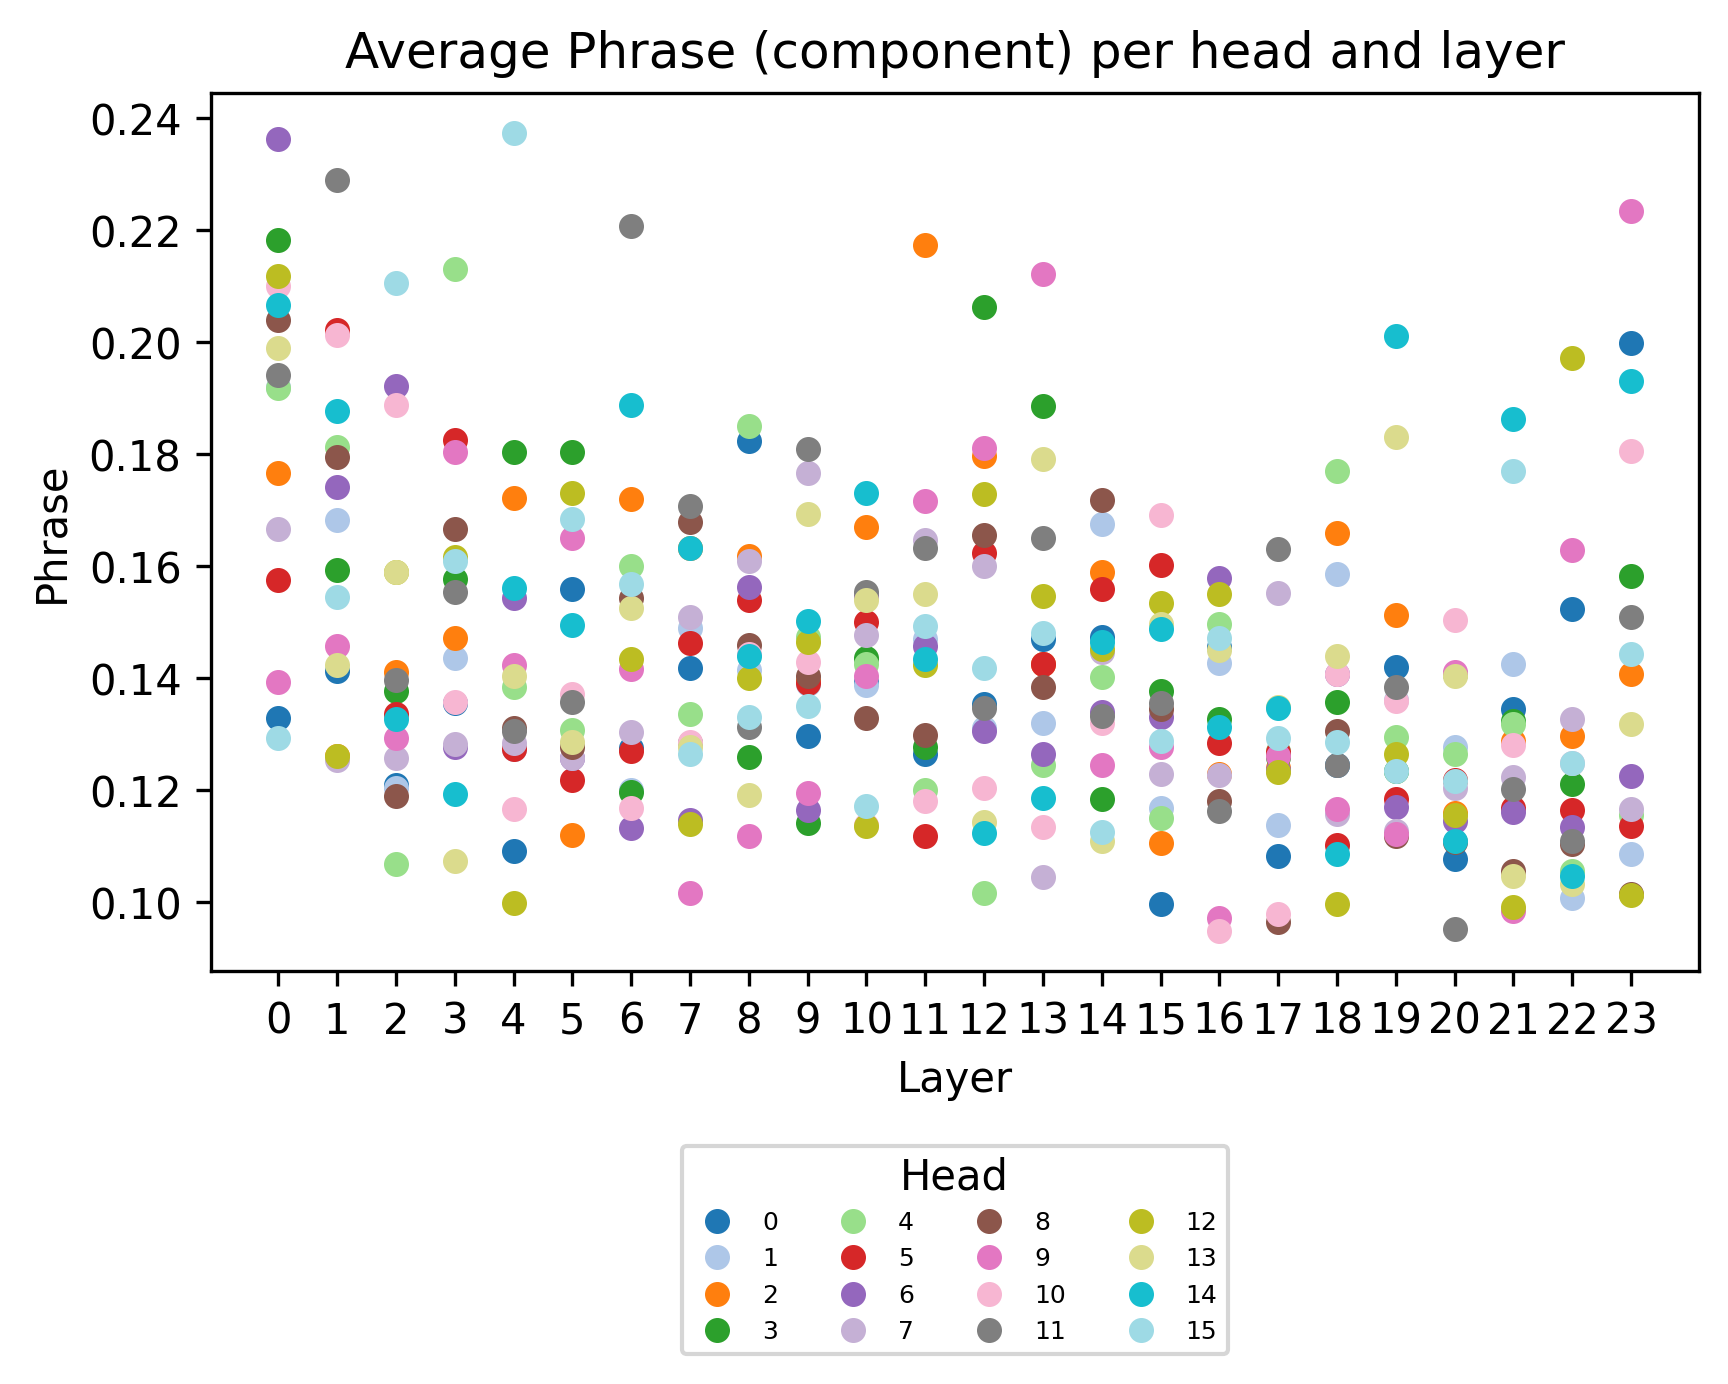 Average Phrase (component) per head and layer
0.24
0.22
0.20
0.18
0.16
0.14
0.12
0.10
Phrase
0 1 2 3 4 5 6 7 8 9 10 11 12 13 14 15 16 17 18 19 20 21 22 23
Layer
Head
0 4 8 12
1 5 9 13
2 6 10 14
3 7 11 15